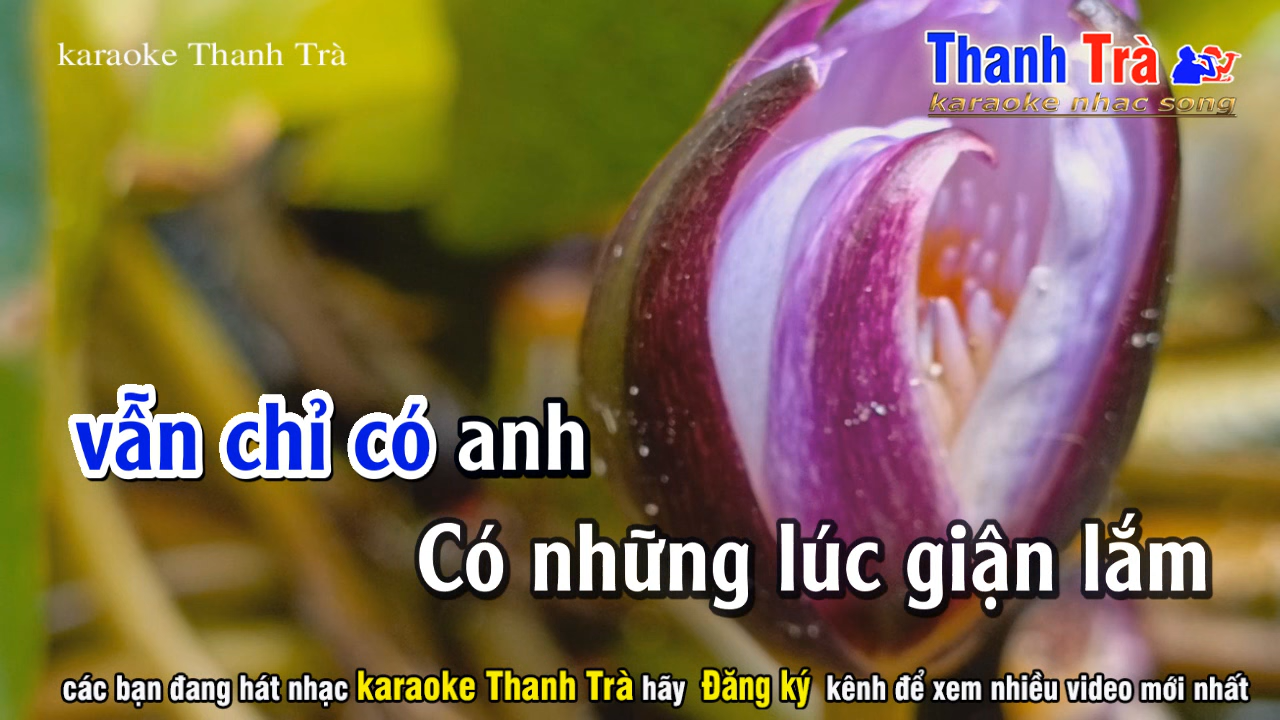 karaoke Thanh Trà
Thanh Trà
karaoke nhac song
vẫn chỉ có anh
Có những lúc giận lắm
các bạn đang hát nhạc karaoke Thanh Trà hãy Đăng ký kênh để xem nhiều video mới nhất